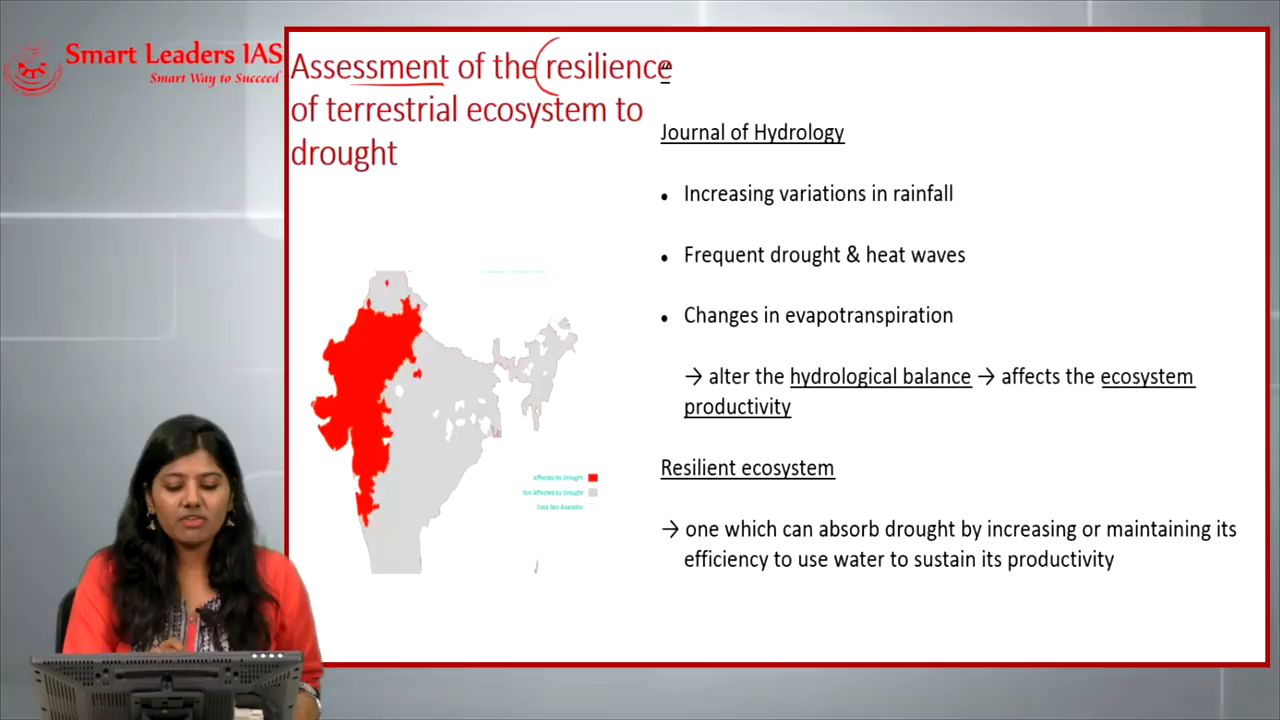 Smart Leaders IAS
Smart Way to Succeed
Assessment of the resilience
of terrestrial ecosystem to
drought
Journal of Hydrology
• Increasing variations in rainfall
• Frequent drought & heat waves
• Changes in evapotranspiration
→ alter the hydrological balance → affects the ecosystem
productivity
Resilient ecosystem
→ one which can absorb drought by increasing or maintaining its
efficiency to use water to sustain its productivity
Affected by Drought
Not Affected by Drought
Data Not Available